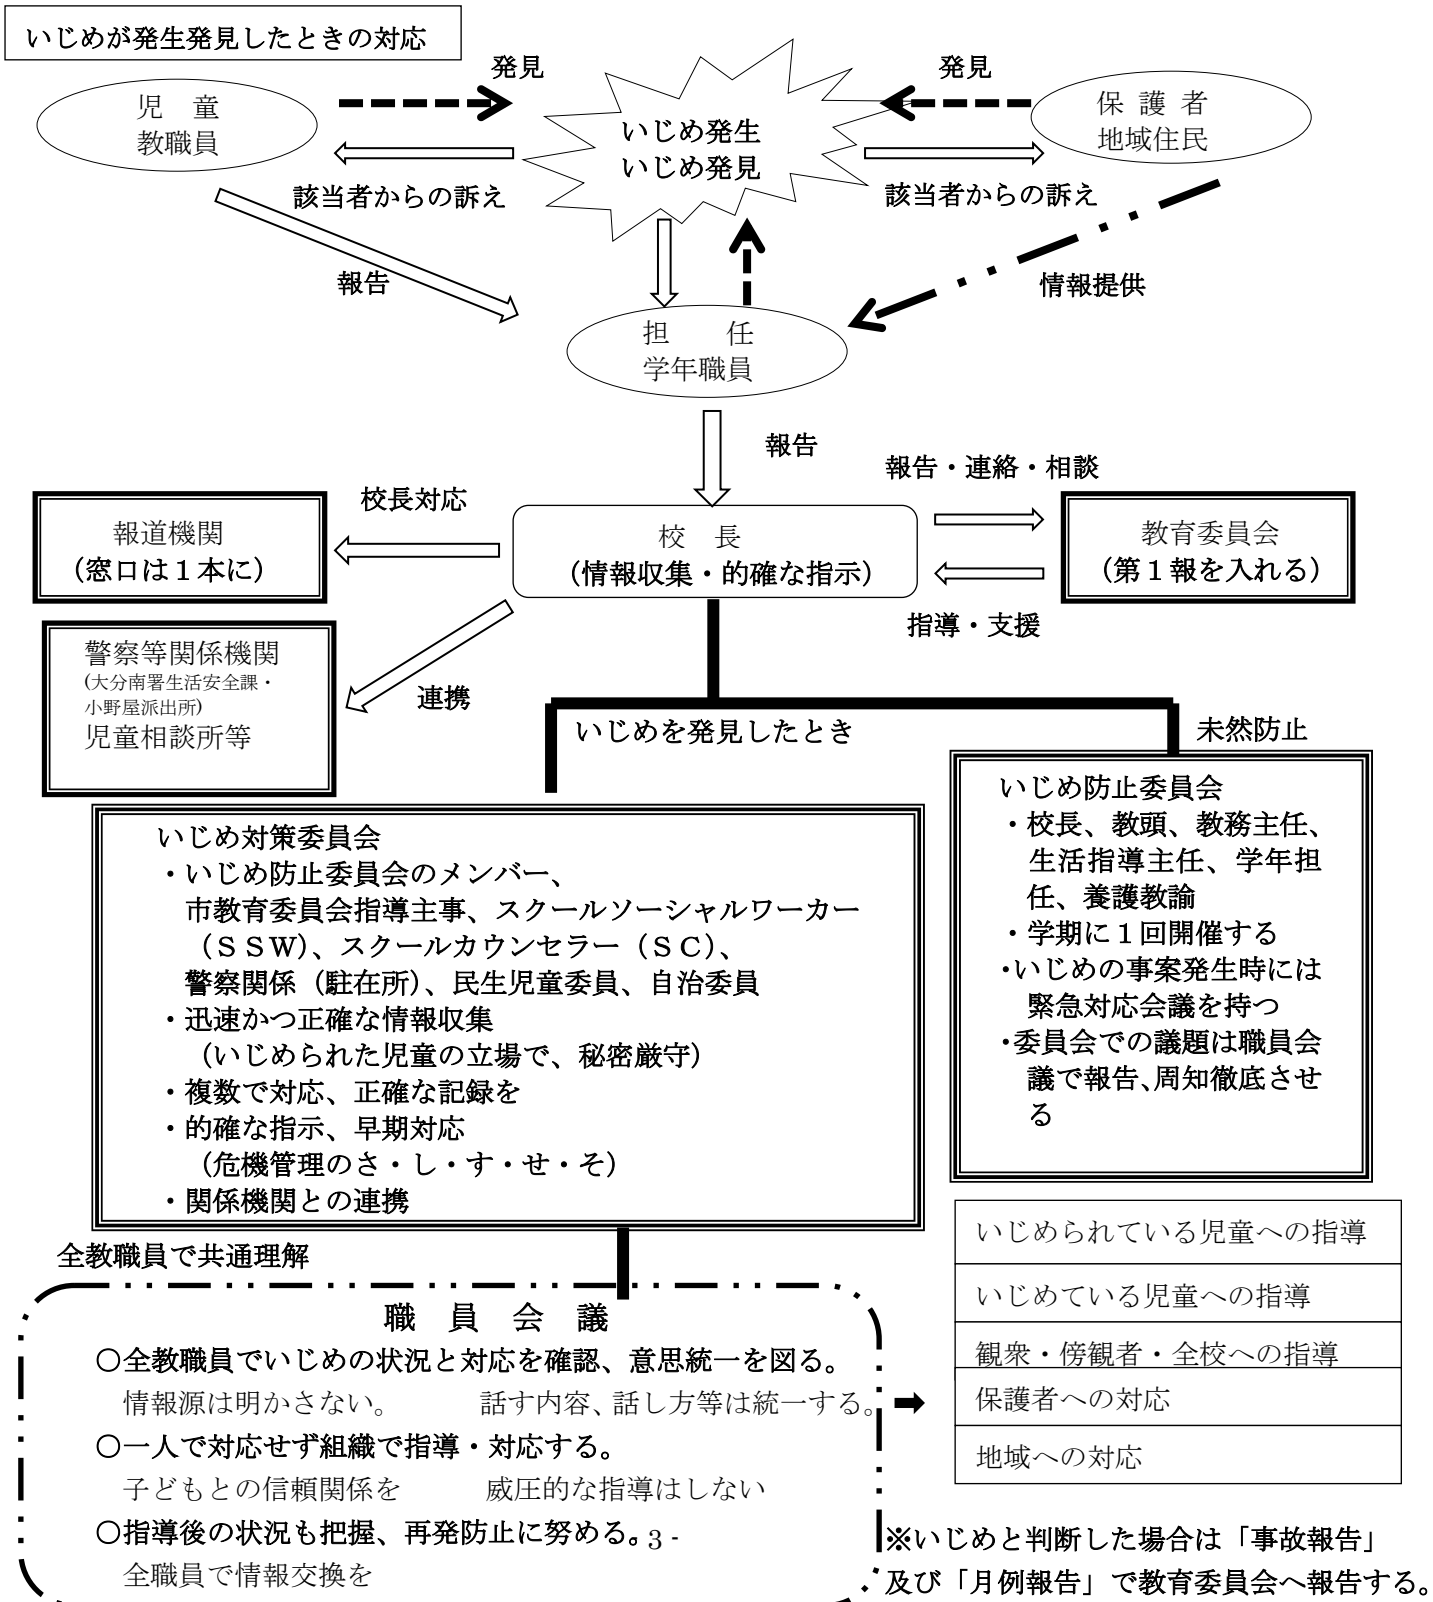 いじめが発生発見したときの対応
発見
発見
児　童
教職員
いじめ発生
いじめ発見
保 護 者
地域住民
該当者からの訴え
該当者からの訴え
報告
情報提供
担　　任
学年職員
報告
報告・連絡・相談
校長対応
報道機関
（窓口は１本に）
校　長
（情報収集・的確な指示）
教育委員会
（第１報を入れる）
指導・支援
警察等関係機関
(大分南署生活安全課・
小野屋派出所)
児童相談所等
連携
いじめを発見したとき
未然防止
いじめ防止委員会
・校長、教頭、教務主任、
生活指導主任、学年担
任、養護教諭
・学期に１回開催する
・いじめの事案発生時には
緊急対応会議を持つ
・委員会での議題は職員会
議で報告、周知徹底させ
る
いじめ対策委員会
・いじめ防止委員会のメンバー、
市教育委員会指導主事、スクールソーシャルワーカー
（ＳＳＷ）、スクールカウンセラー（ＳＣ）、
警察関係（駐在所）、民生児童委員、自治委員
・迅速かつ正確な情報収集
（いじめられた児童の立場で、秘密厳守）
・複数で対応、正確な記録を
・的確な指示、早期対応
（危機管理のさ・し・す・せ・そ）
・関係機関との連携
全教職員で共通理解
職　員　会　議
〇全教職員でいじめの状況と対応を確認、意思統一を図る。
情報源は明かさない。　　　話す内容、話し方等は統一する。
〇一人で対応せず組織で指導・対応する。
子どもとの信頼関係を　　　威圧的な指導はしない
〇指導後の状況も把握、再発防止に努める。
3 -
全職員で情報交換を
いじめられている児童への指導
いじめている児童への指導
観衆・傍観者・全校への指導
保護者への対応
地域への対応
※いじめと判断した場合は「事故報告」
及び「月例報告」で教育委員会へ報告する。